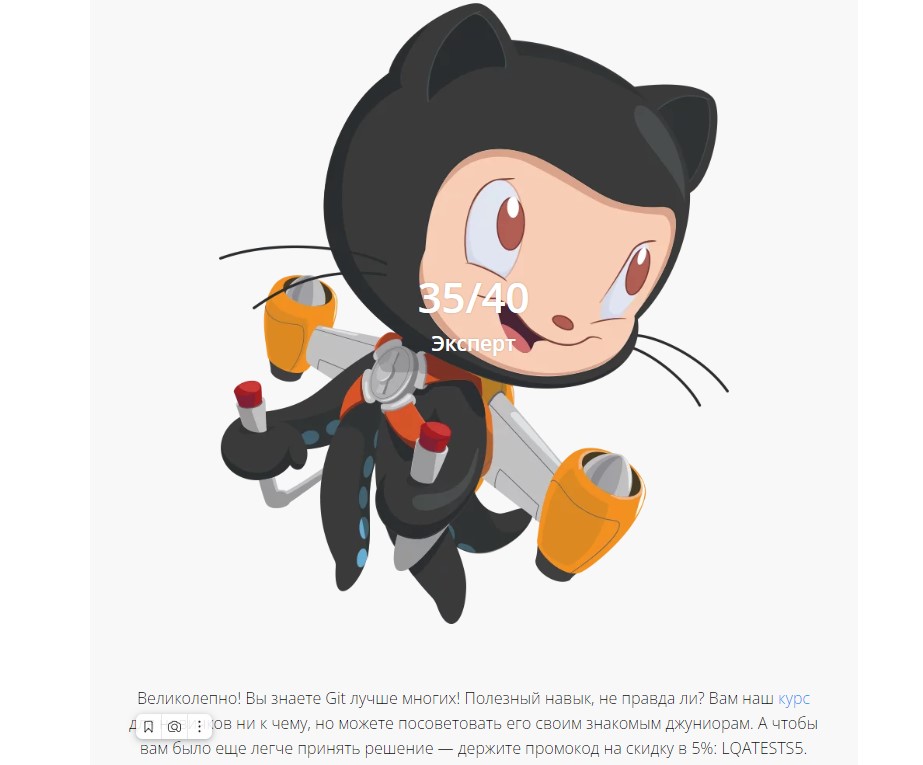 35/40
Эксперт
Великолепно! Вы знаете Git лучше многих! Полезный навык, не правда ли? Вам наш курс
ни к чему, но можете посоветовать его своим знакомым джуниорам. А чтобы
вам было еще легче принять решение — держите промокод на скидку в 5%: LQATESTS5.